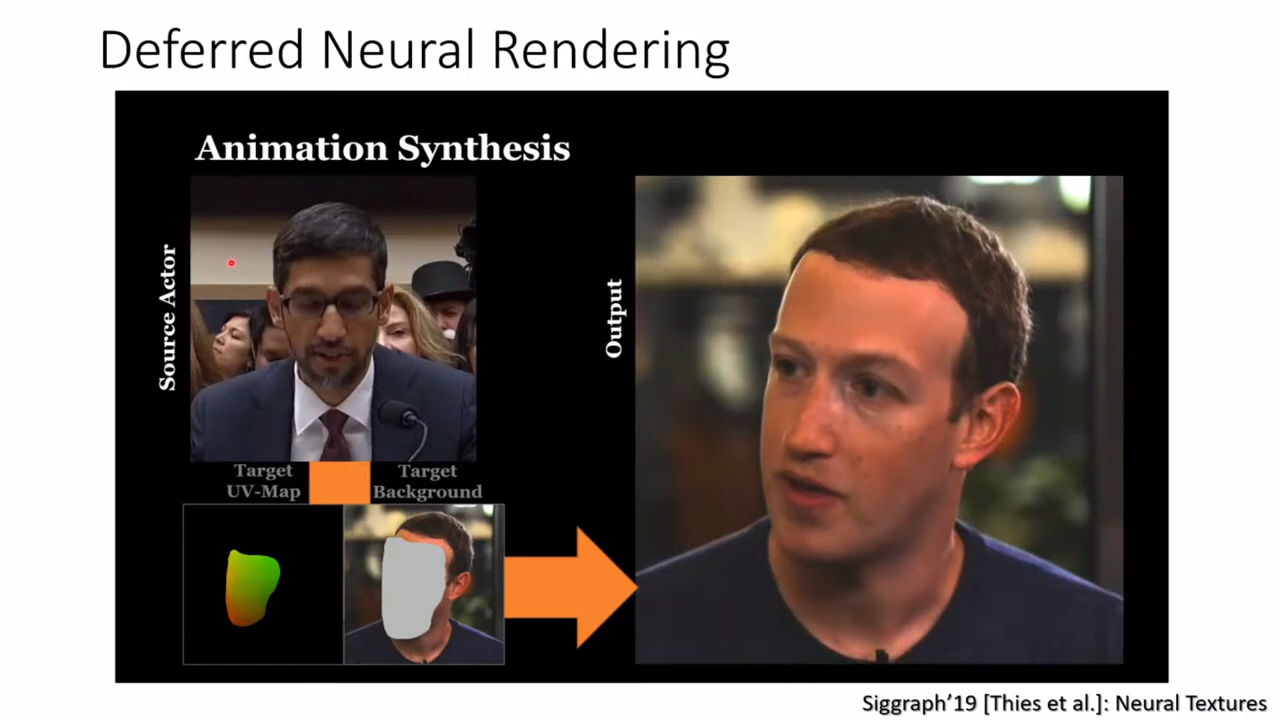 Deferred Neural Rendering
Animation Synthesis
Source Actor
Output
Target
UV-Map
Target
Background
Siggraph'19 [Thies et al.]: Neural Textures